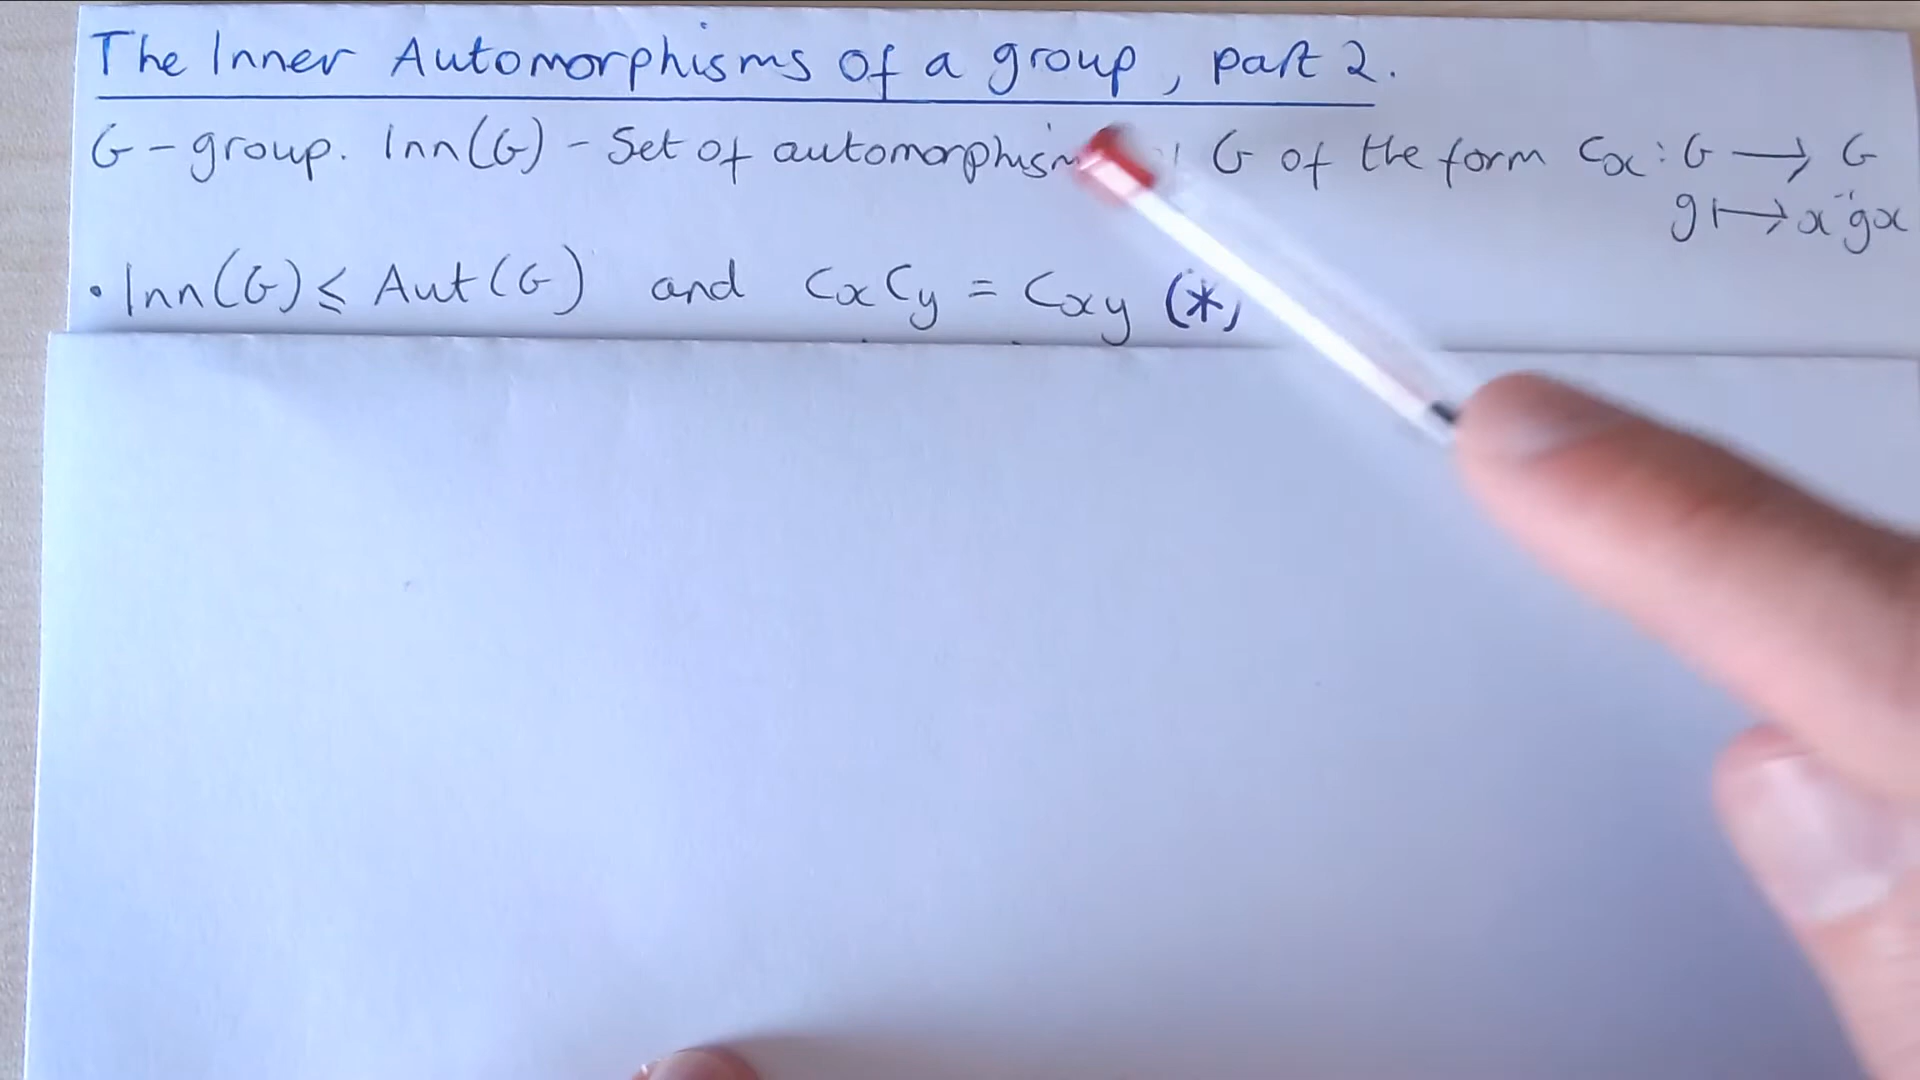 The Inner Automorphisms of a group, part 2.
G - group. Inn(G) - Set of automorphism G of the form Cx : G ⟶ G
g ⟼ x⁻¹gx
• Inn(G) ≤ Aut(G) and CxCy = Cxy (*)